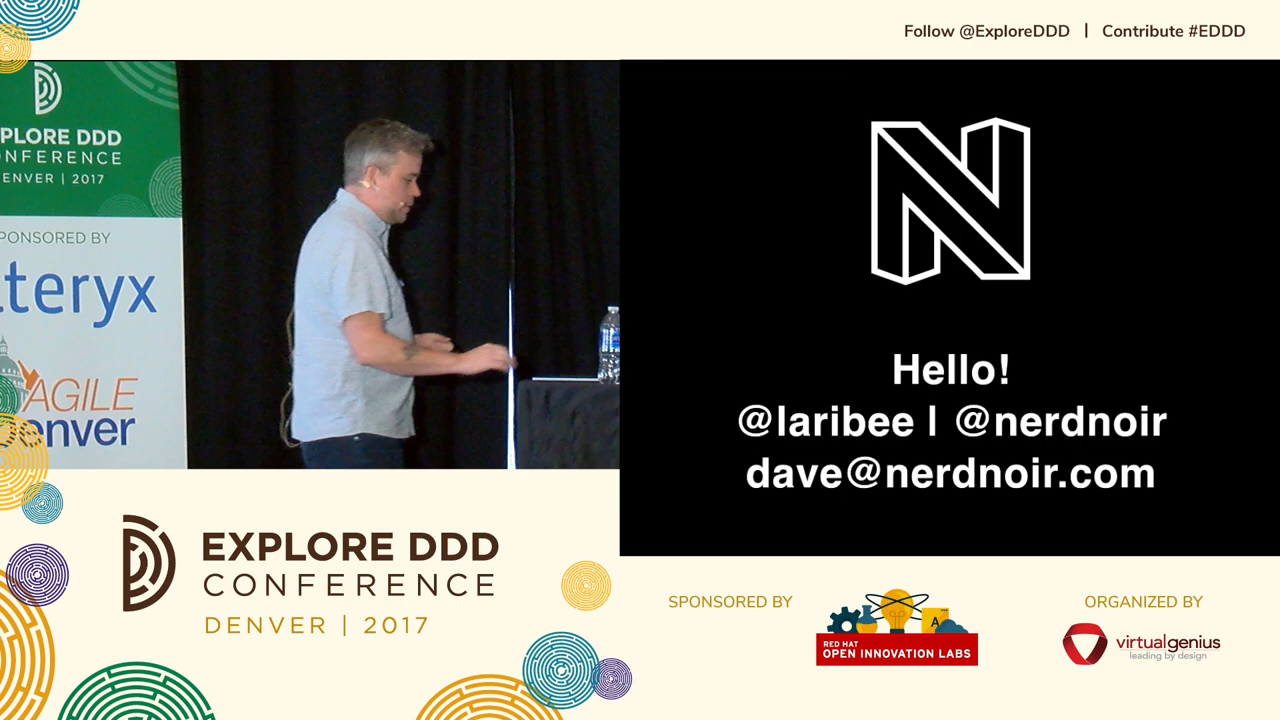 Follow @ExploreDDD | Contribute #EDDD
PLORE DDD
ONFERENCE
ENVER | 2017
PONSORED BY
teryx
AGILE
enver
N
Hello!
@laribee | @nerdnoir
dave@nerdnoir.com
EXPLORE DDD
CONFERENCE
DENVER | 2017
SPONSORED BY
A
RED HAT
OPEN INNOVATION LABS
ORGANIZED BY
virtualgenius
leading by design